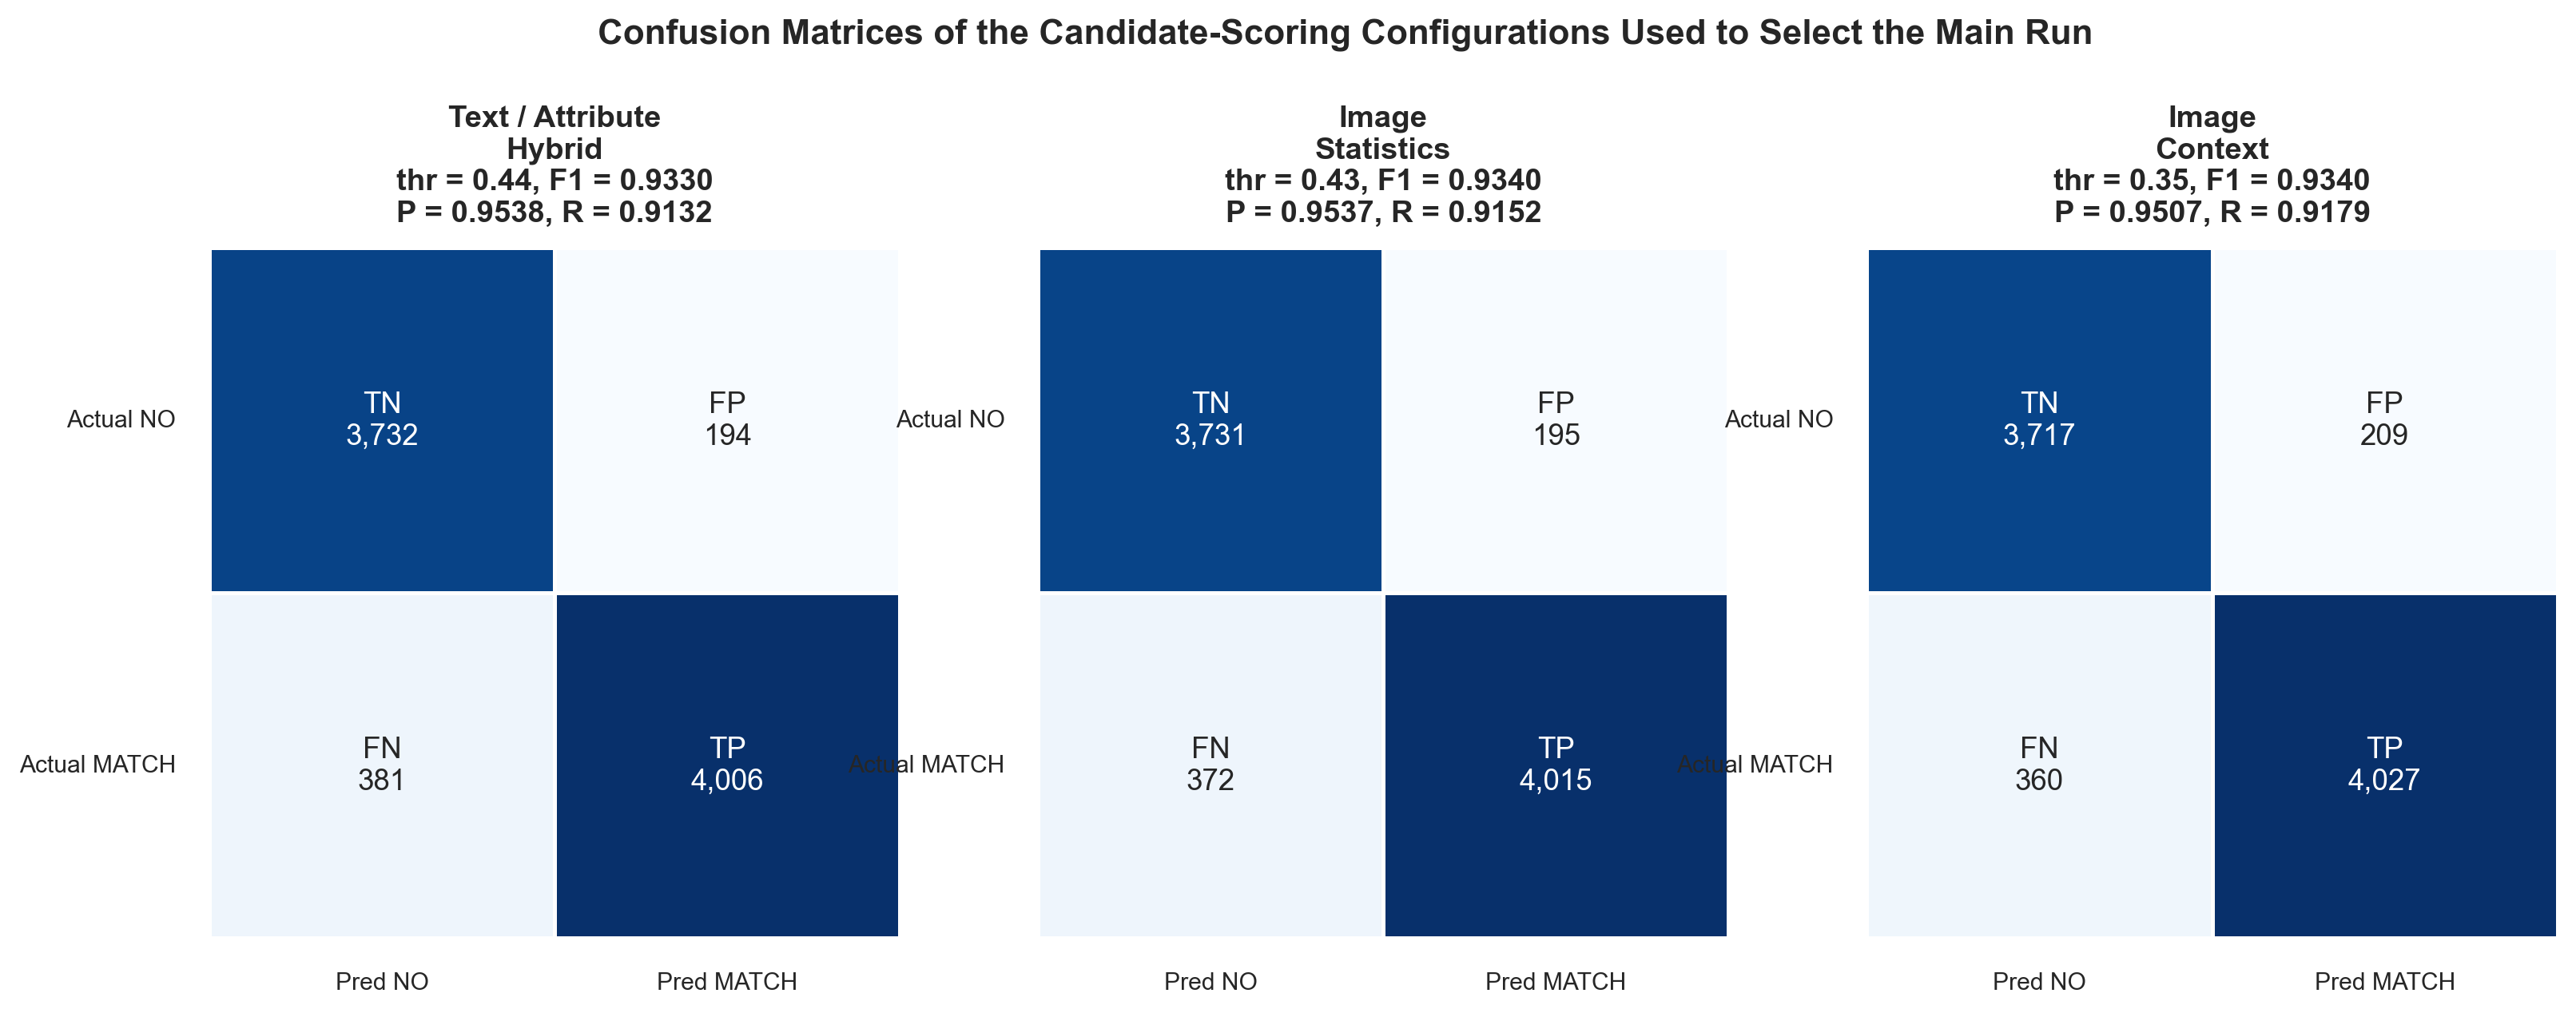 Confusion Matrices of the Candidate-Scoring Configurations Used to Select the Main Run
Text / Attribute
Hybrid
thr = 0.44, F1 = 0.9330
P = 0.9538, R = 0.9132
Actual NO
TN
3,732
FP
194
Actual MATCH
FN
381
TP
4,006
Pred NO
Pred MATCH
Image
Statistics
thr = 0.43, F1 = 0.9340
P = 0.9537, R = 0.9152
Actual NO
TN
3,731
FP
195
Actual MATCH
FN
372
TP
4,015
Pred NO
Pred MATCH
Image
Context
thr = 0.35, F1 = 0.9340
P = 0.9507, R = 0.9179
Actual NO
TN
3,717
FP
209
Actual MATCH
FN
360
TP
4,027
Pred NO
Pred MATCH